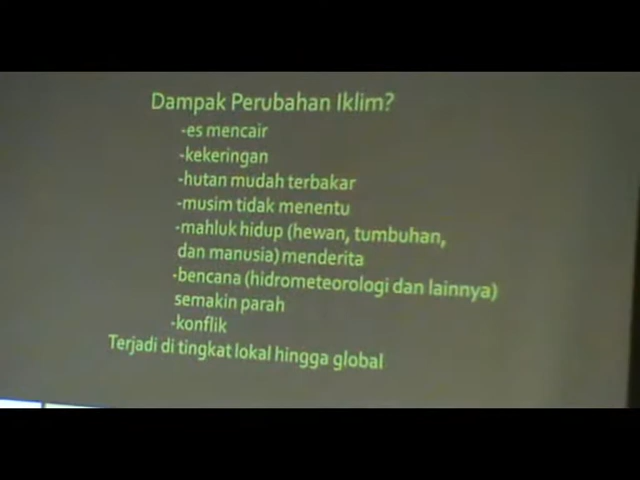 Dampak Perubahan Iklim?
-es mencair
-kekeringan
-hutan mudah terbakar
-musim tidak menentu
-mahluk hidup (hewan, tumbuhan,
dan manusia) menderita
-bencana (hidrometeorologi dan lainnya)
semakin parah
-konflik
Terjadi di tingkat lokal hingga global